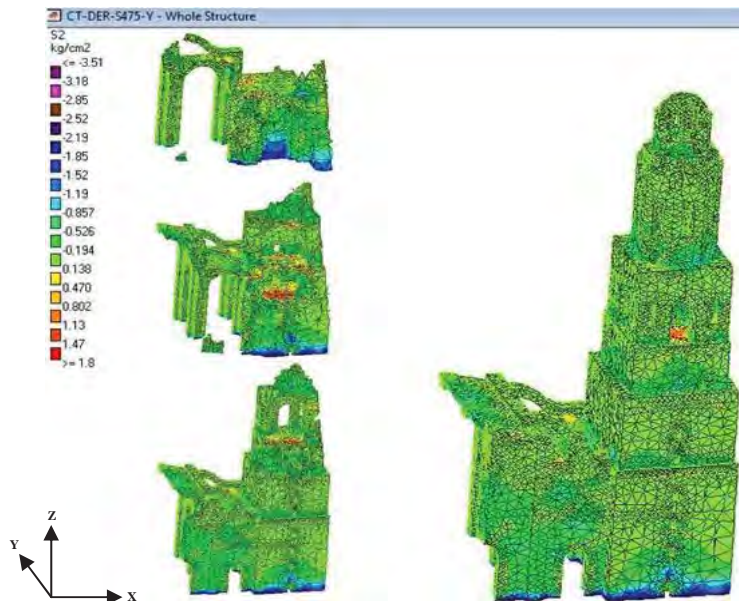 CT-DER-S475-Y - Whole Structure
S2
kg/cm2
<= -3.51
-3.18
-2.85
-2.52
-2.19
-1.85
-1.52
-1.19
-0.857
-0.526
-0.194
0.138
0.470
0.802
1.13
1.47
>= 1.8
Z
Y
X